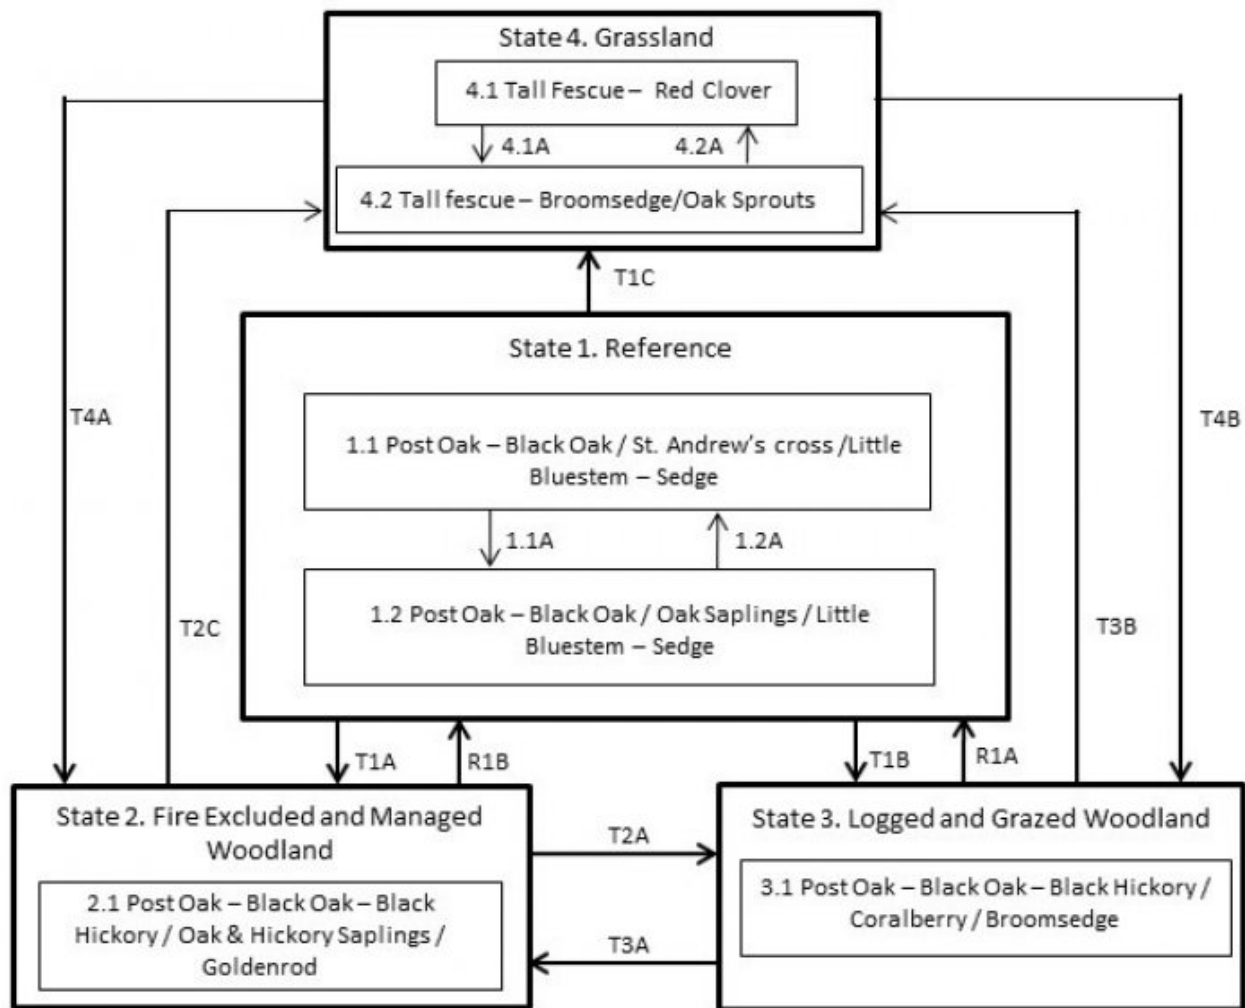 State 4. Grassland
4.1 Tall Fescue – Red Clover
4.1A
4.2A
4.2 Tall fescue – Broomsedge/Oak Sprouts
T1C
State 1. Reference
T4A
T4B
1.1 Post Oak – Black Oak / St. Andrew's cross /Little
Bluestem – Sedge
1.1A
1.2A
1.2 Post Oak – Black Oak / Oak Saplings / Little
Bluestem – Sedge
T2C
T3B
T1A
R1B
T1B
R1A
State 2. Fire Excluded and Managed
Woodland
2.1 Post Oak – Black Oak – Black
Hickory / Oak & Hickory Saplings /
Goldenrod
T2A
T3A
State 3. Logged and Grazed Woodland
3.1 Post Oak – Black Oak – Black Hickory /
Coralberry / Broomsedge